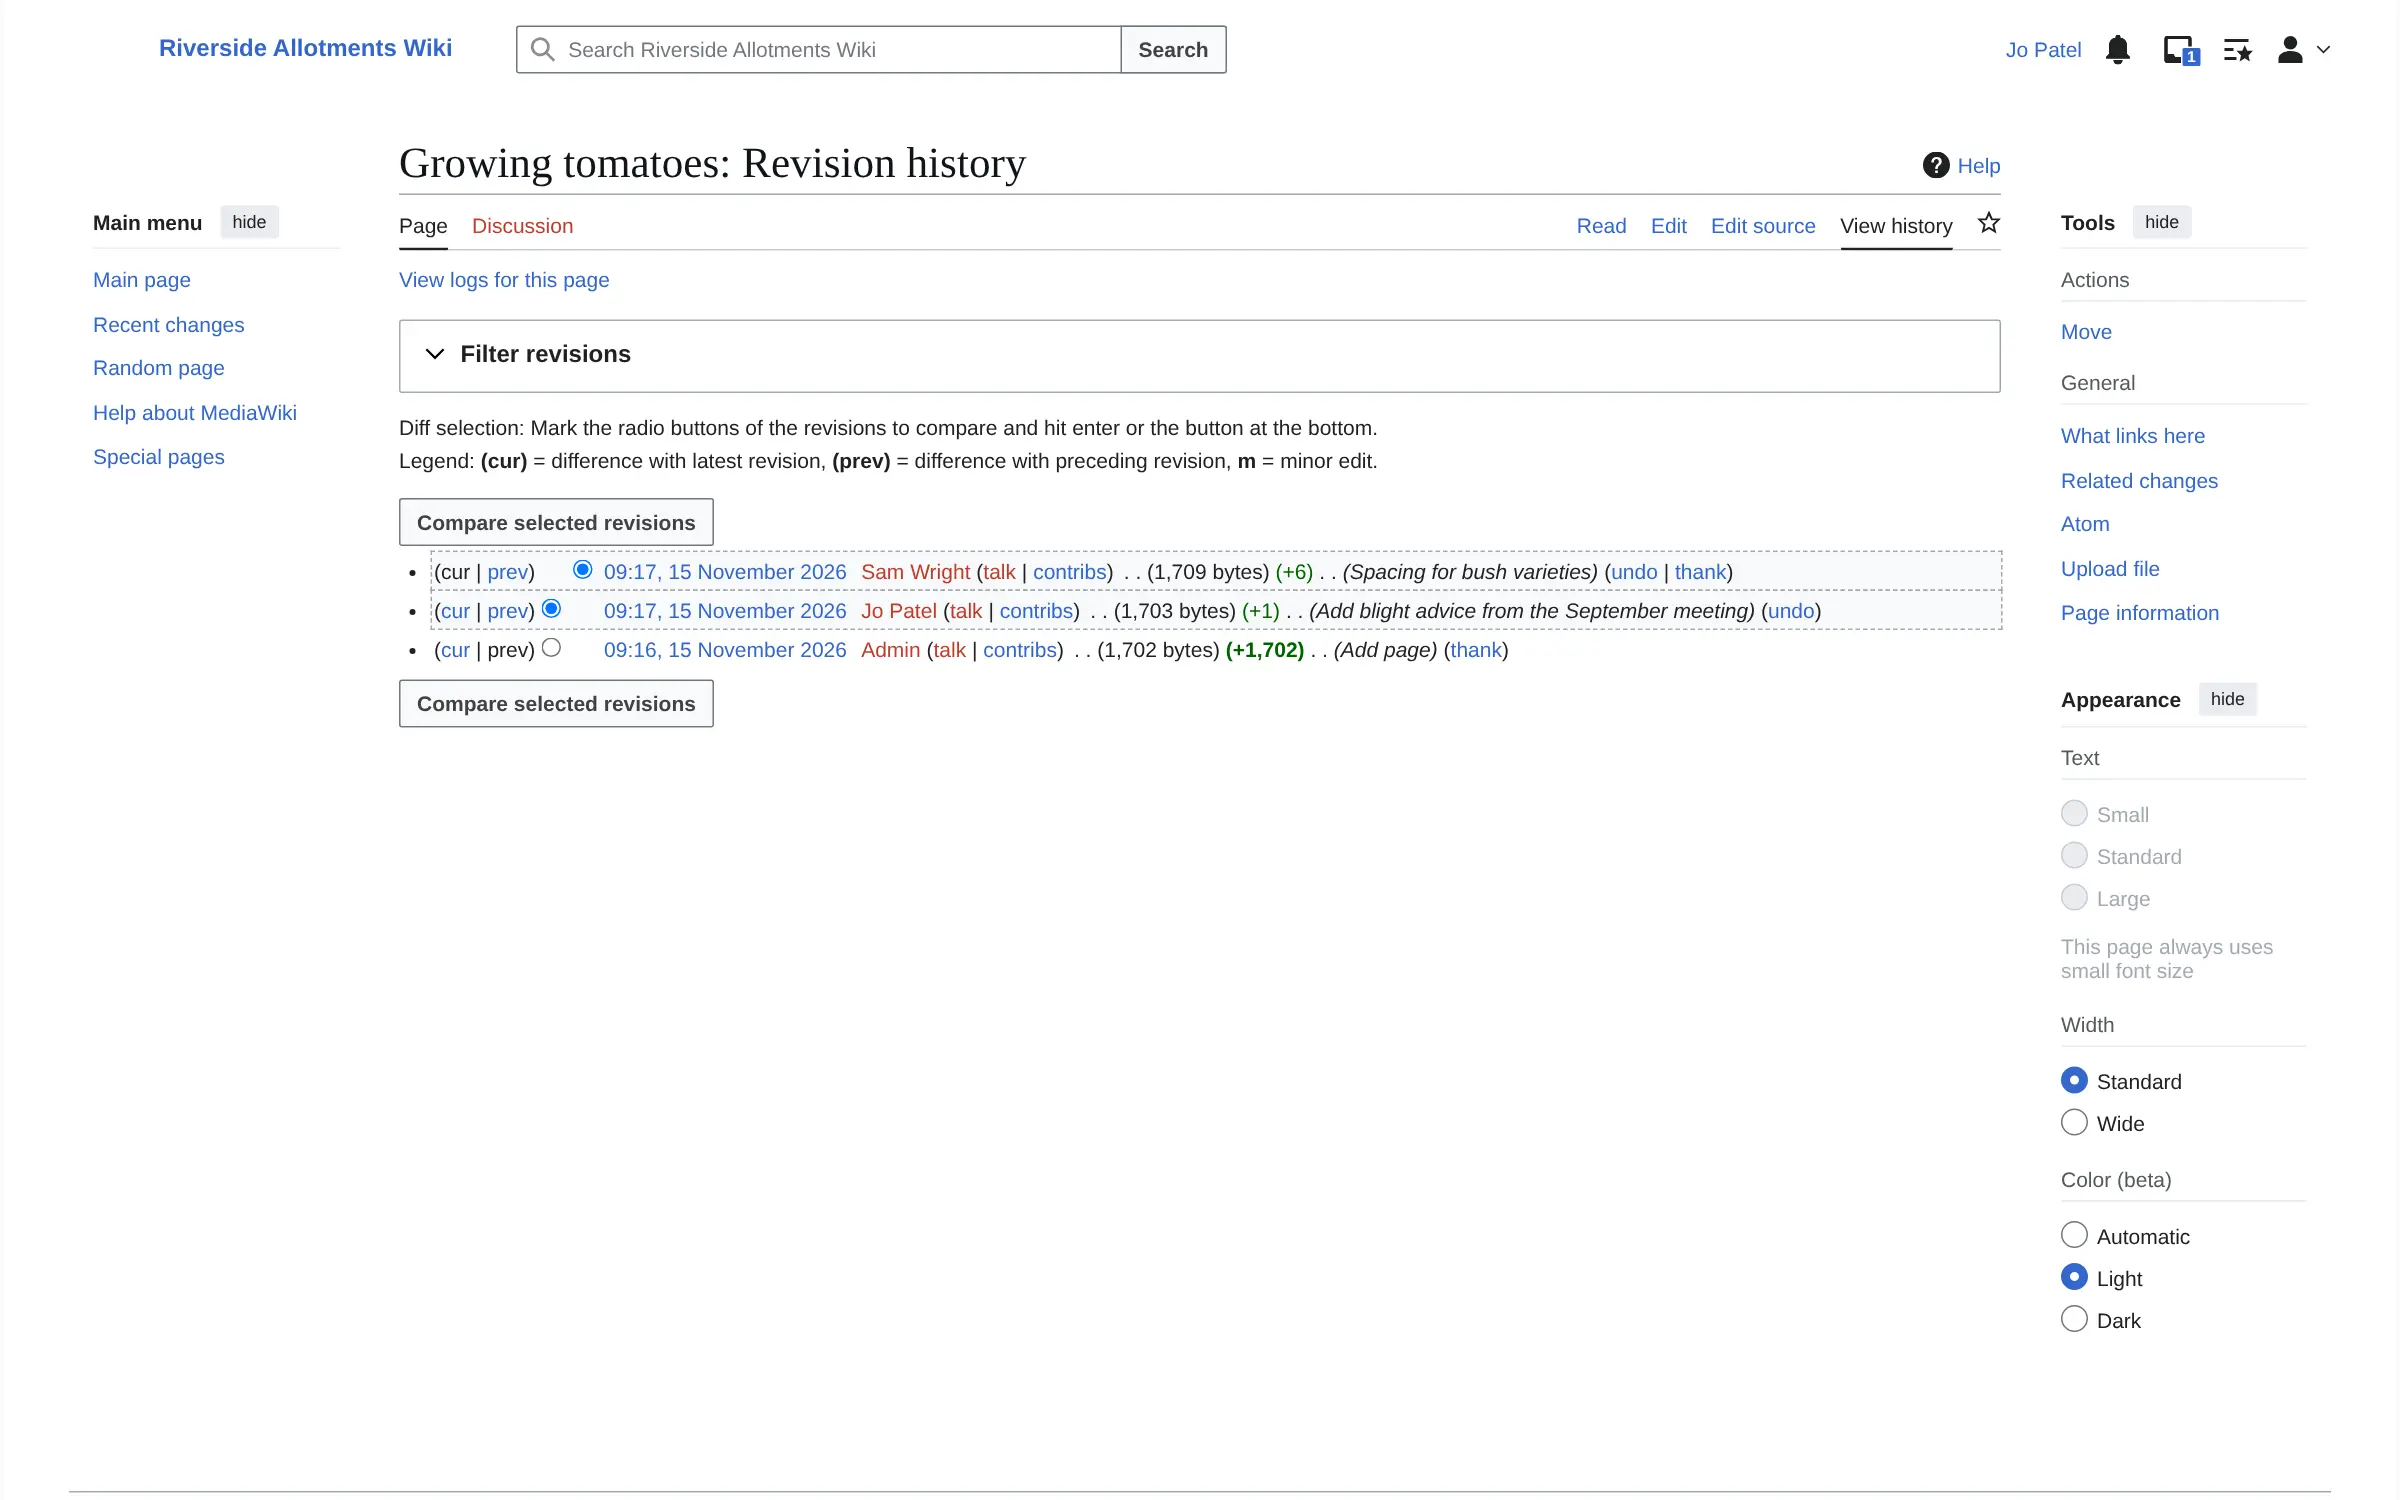 Riverside Allotments Wiki
Search Riverside Allotments Wiki
Search
Jo Patel
1
Growing tomatoes: Revision history
? Help
Main menu hide
Main page
Recent changes
Random page
Help about MediaWiki
Special pages
Page Discussion
Read Edit Edit source View history
View logs for this page
Filter revisions
Diff selection: Mark the radio buttons of the revisions to compare and hit enter or the button at the bottom.
Legend: (cur) = difference with latest revision, (prev) = difference with preceding revision, m = minor edit.
Compare selected revisions
(cur | prev) 09:17, 15 November 2026 Sam Wright (talk | contribs) . . (1,709 bytes) (+6) . . (Spacing for bush varieties) (undo | thank)
(cur | prev) 09:17, 15 November 2026 Jo Patel (talk | contribs) . . (1,703 bytes) (+1) . . (Add blight advice from the September meeting) (undo)
(cur | prev) 09:16, 15 November 2026 Admin (talk | contribs) . . (1,702 bytes) (+1,702) . . (Add page) (thank)
Compare selected revisions
Tools hide
Actions
Move
General
What links here
Related changes
Atom
Upload file
Page information
Appearance hide
Text
Small
Standard
Large
This page always uses
small font size
Width
Standard
Wide
Color (beta)
Automatic
Light
Dark